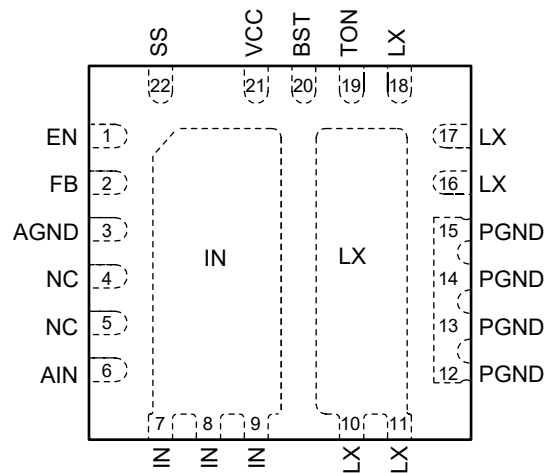 SS
VCC
BST
TON
LX
22
21
20
19
18
EN 1
17 LX
FB 2
16 LX
AGND 3
15 PGND
IN
LX
NC 4
14 PGND
NC 5
13 PGND
AIN 6
12 PGND
7
8
9
10
11
IN
IN
IN
LX
LX